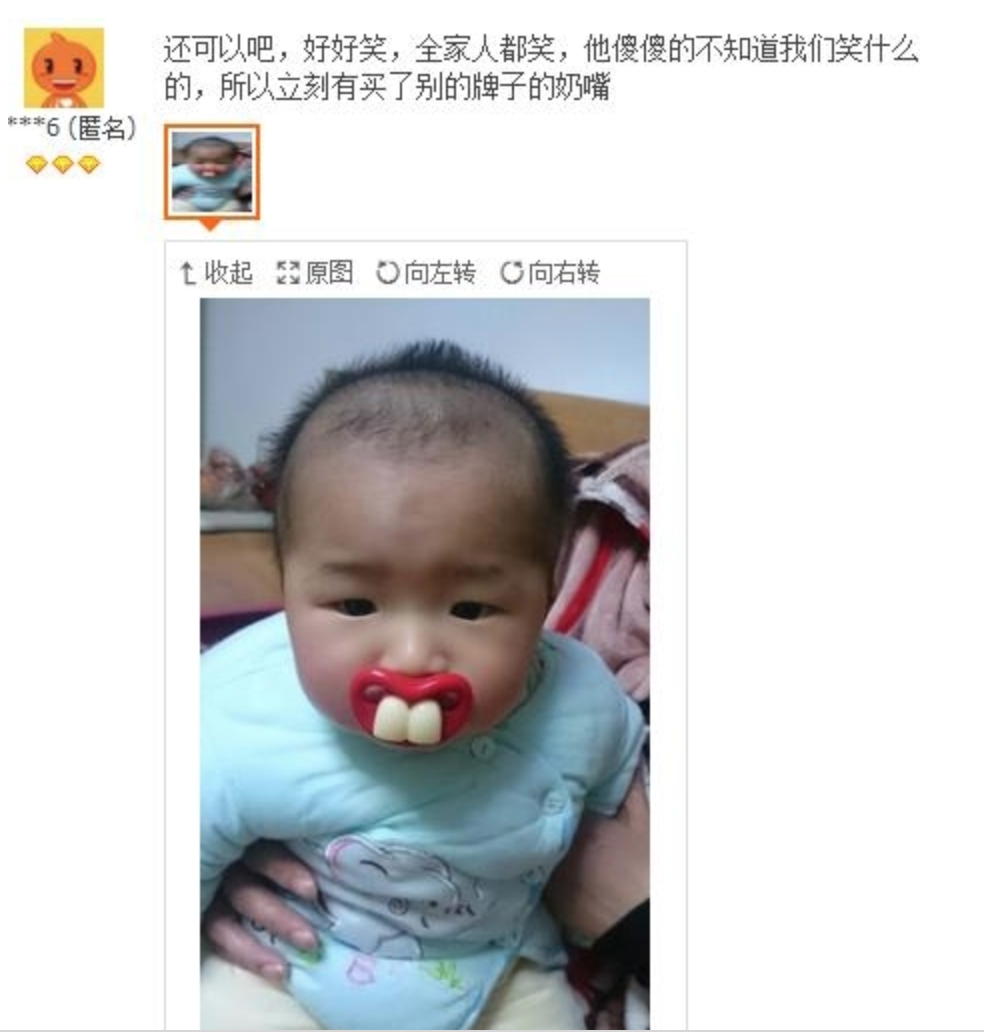 还可以吧，好好笑，全家人都笑，他傻傻的不知道我们笑什么
的，所以立刻有买了别的牌子的奶嘴
***6 (匿名)
收起 原图 向左转 向右转